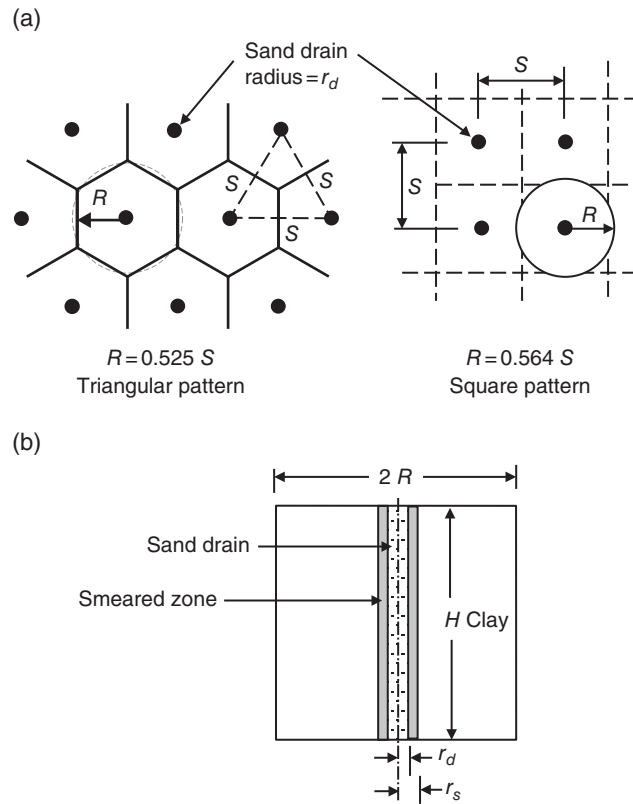 (a)
Sand drain
radius = r_d
S
S
R
S
S
S
R
R = 0.525 S
Triangular pattern
R = 0.564 S
Square pattern
(b)
2 R
Sand drain
Smeared zone
H Clay
r_d
r_s